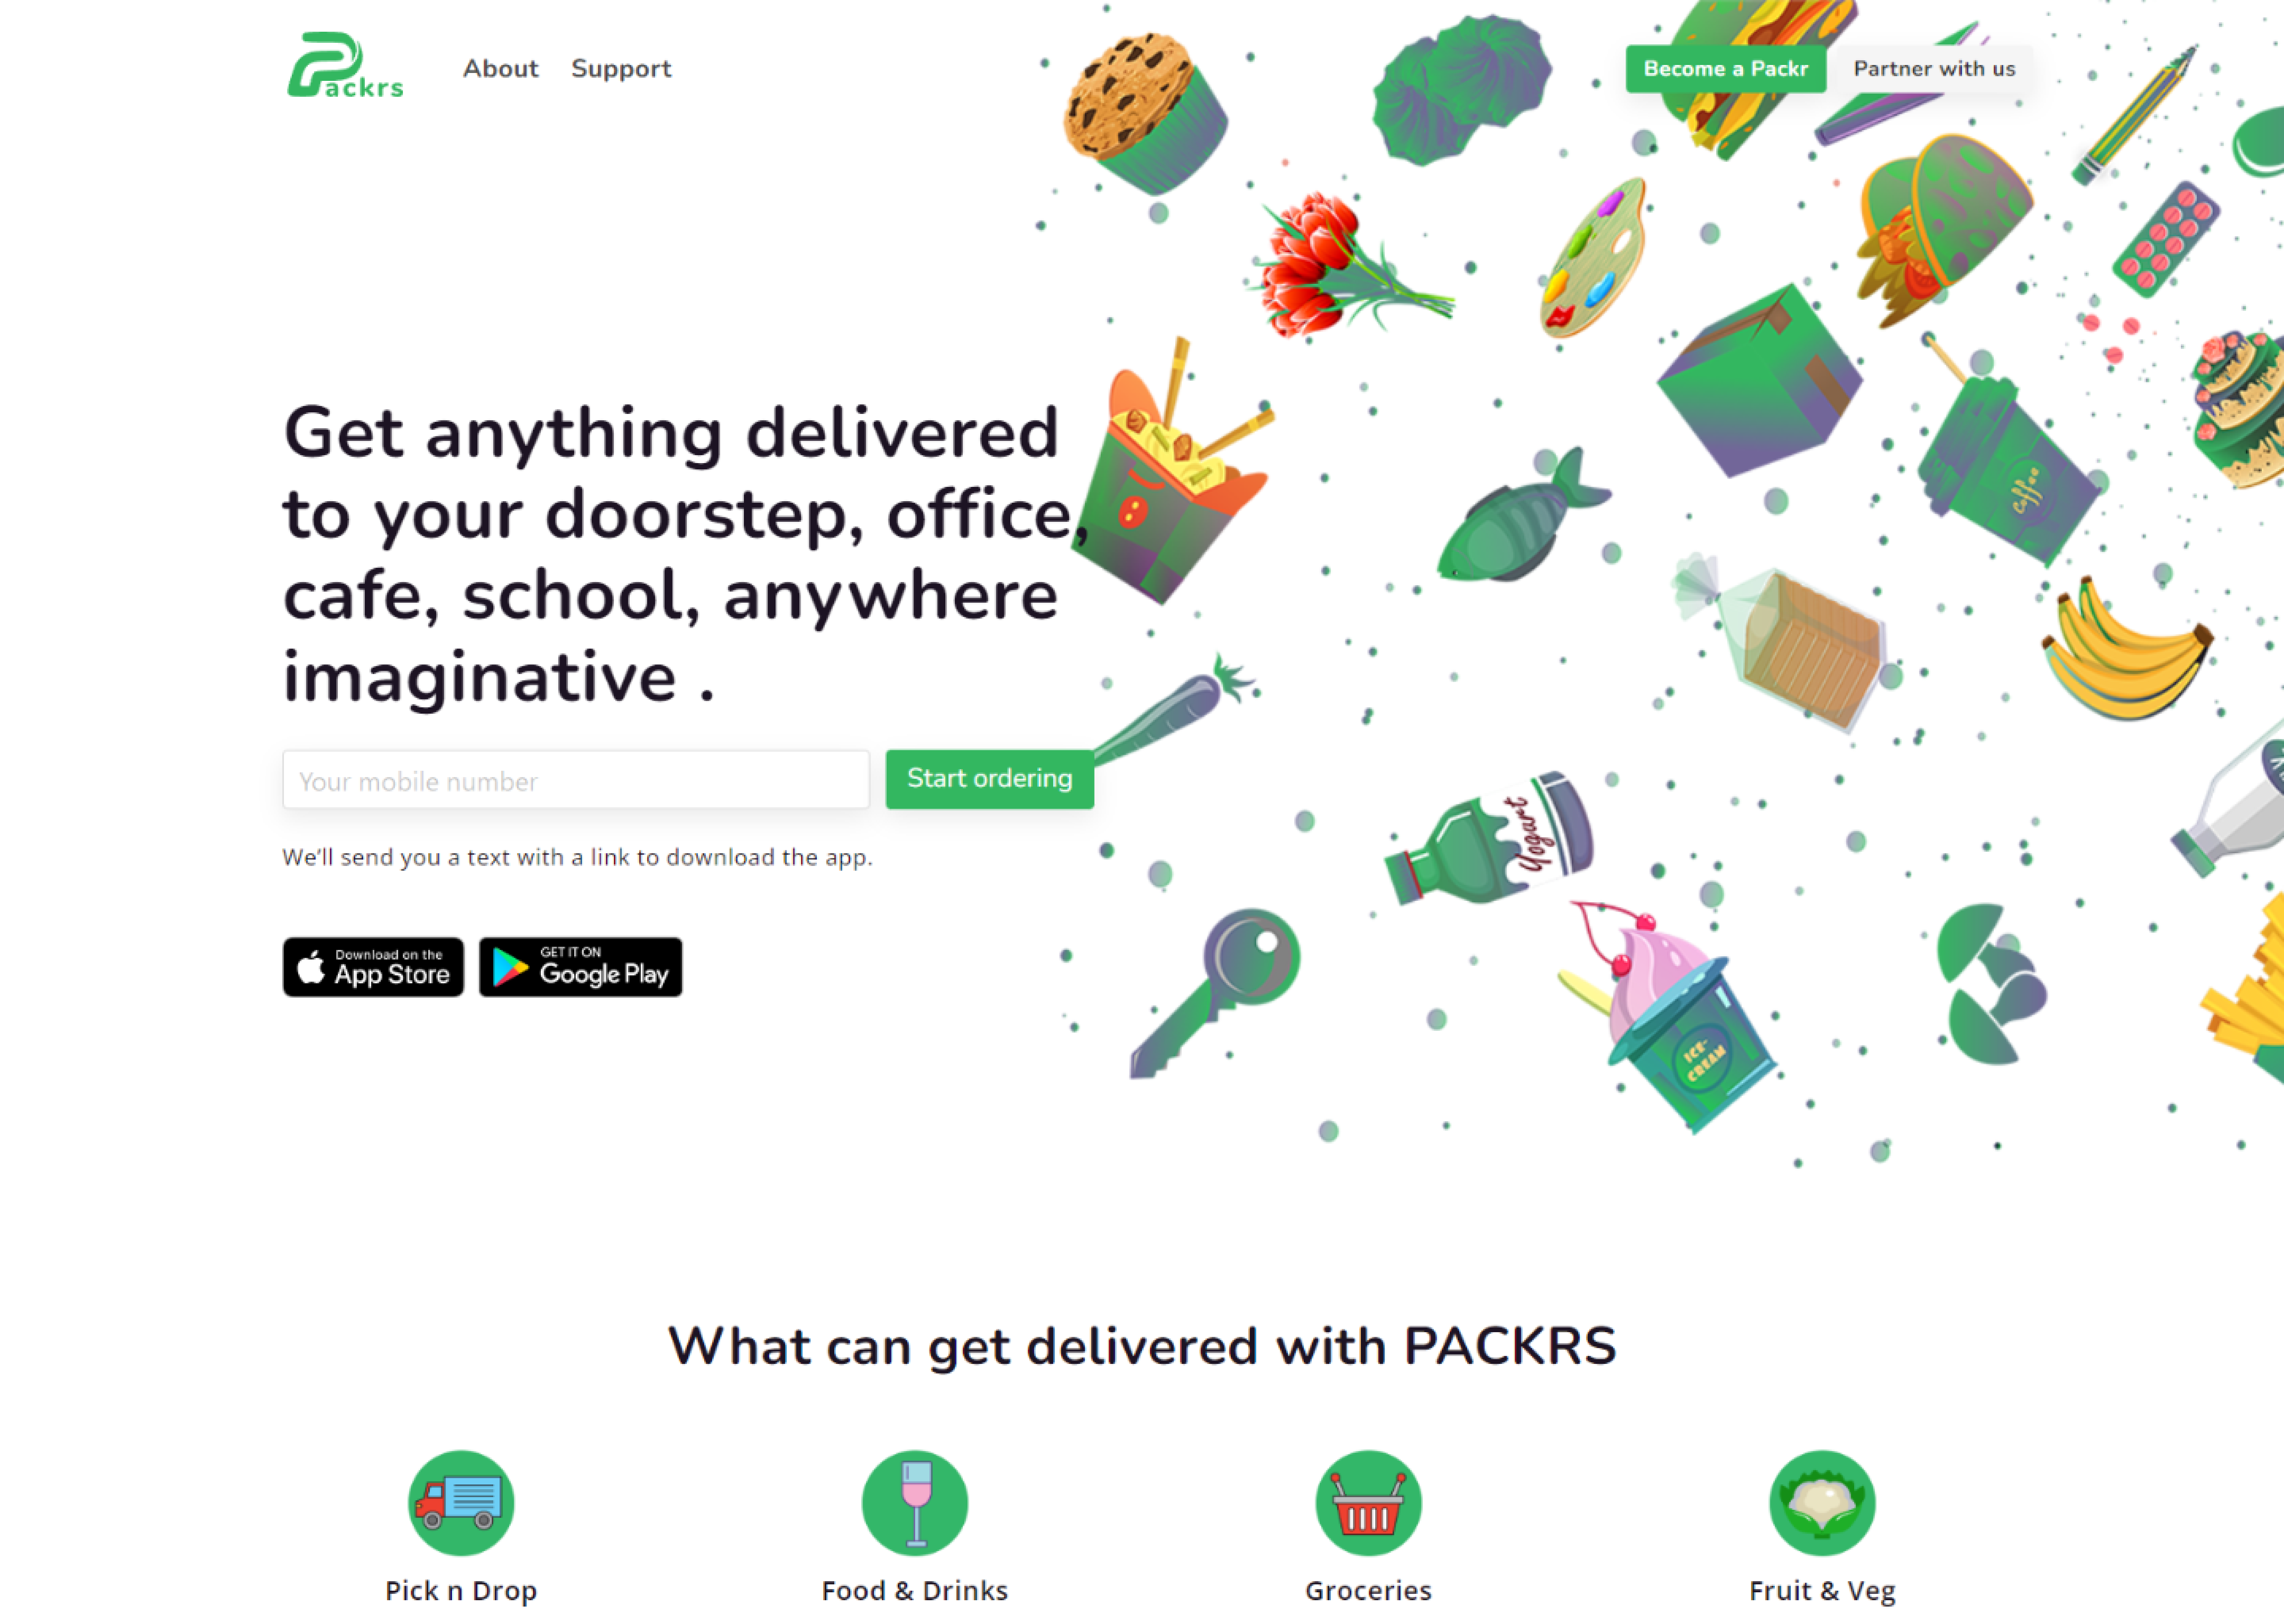 Packrs
About Support
Become a Packr Partner with us
Get anything delivered
to your doorstep, office,
cafe, school, anywhere
imaginative .
Coffee
Your mobile number
Start ordering
Yogurt
We'll send you a text with a link to download the app.
Download on the
App Store
GET IT ON
Google Play
ICE-
CREAM
What can get delivered with PACKRS
Pick n Drop
Food & Drinks
Groceries
Fruit & Veg